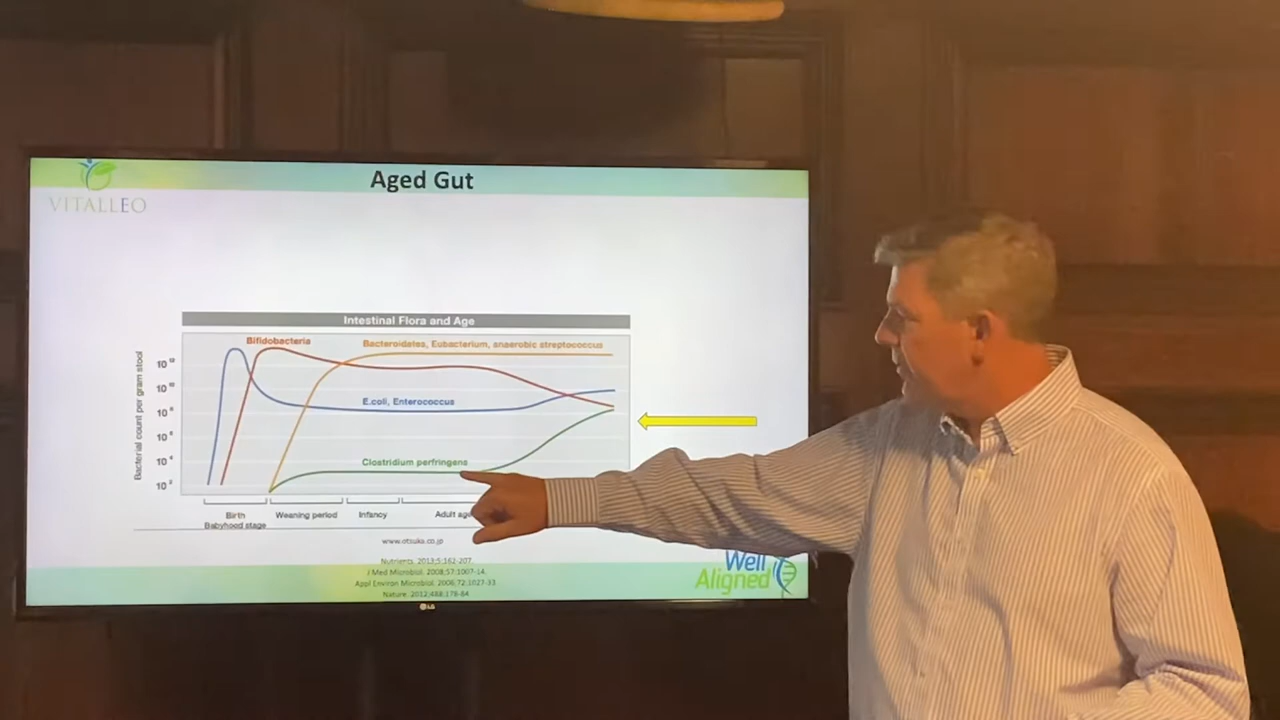 Aged Gut
VITALLEO
Intestinal Flora and Age
Bifidobacteria
Bacteroidates, Eubacterium, anaerobic streptococcus
E.coli, Enterococcus
Clostridium perfringens
Bacterial count per gram stool
10¹²
10¹⁰
10⁸
10⁶
10⁴
10²
Birth
Babyhood stage
Weaning period
Infancy
Adult age
www.otsuka.co.jp
Nutrients. 2013;5:162-207.
J Med Microbiol. 2008;57:1007-14.
Appl Environ Microbiol. 2006;72:1027-33
Nature. 2012;488:178-84
Well
Aligned
LG